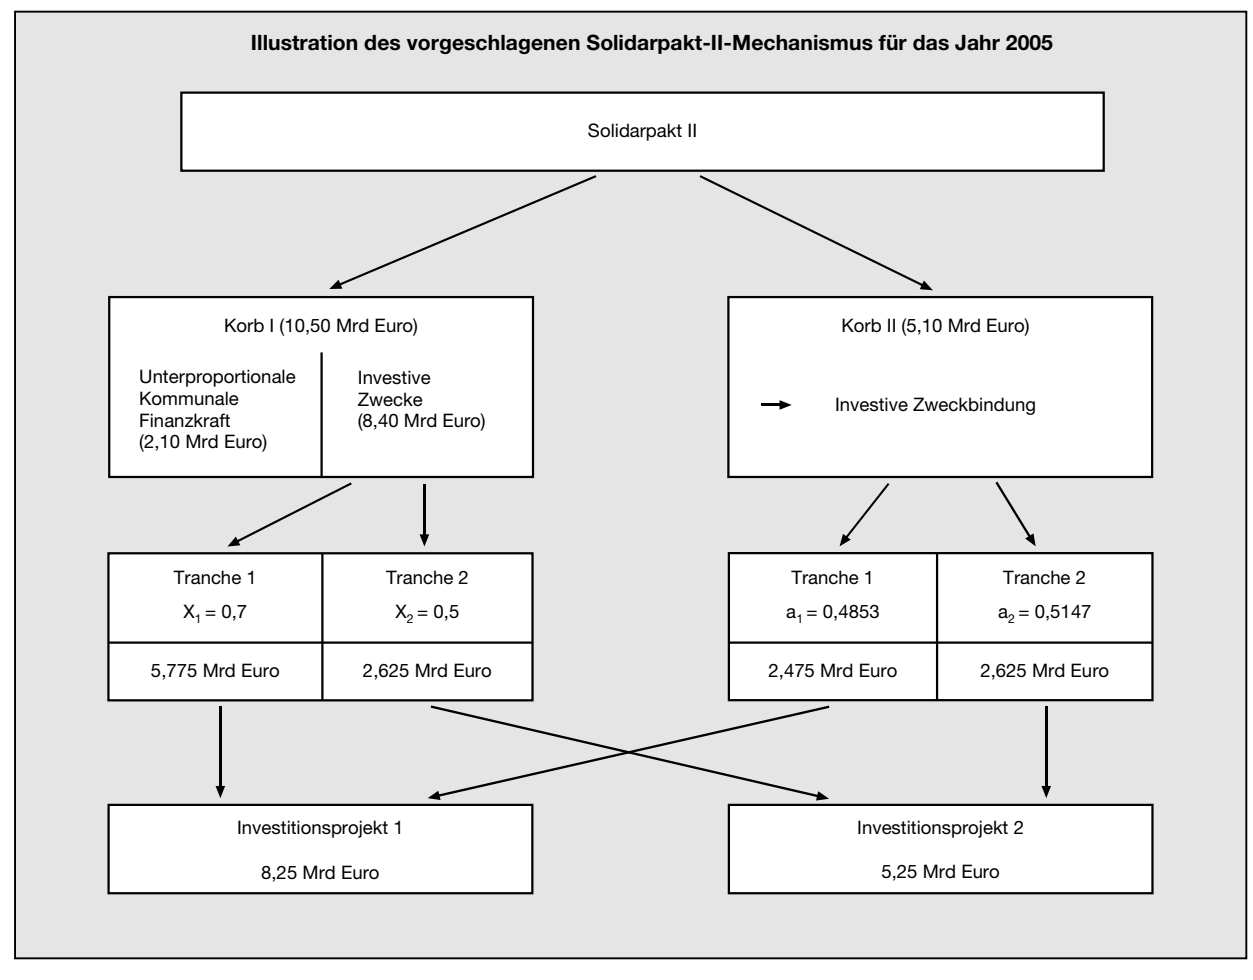 Illustration des vorgeschlagenen Solidarpakt-II-Mechanismus für das Jahr 2005
Solidarpakt II
Korb I (10,50 Mrd Euro)
Unterproportionale
Kommunale
Finanzkraft
(2,10 Mrd Euro)
Investive
Zwecke
(8,40 Mrd Euro)
Korb II (5,10 Mrd Euro)
Investive Zweckbindung
Tranche 1
X₁ = 0,7
5,775 Mrd Euro
Tranche 2
X₂ = 0,5
2,625 Mrd Euro
Tranche 1
a₁ = 0,4853
2,475 Mrd Euro
Tranche 2
a₂ = 0,5147
2,625 Mrd Euro
Investitionsprojekt 1
8,25 Mrd Euro
Investitionsprojekt 2
5,25 Mrd Euro